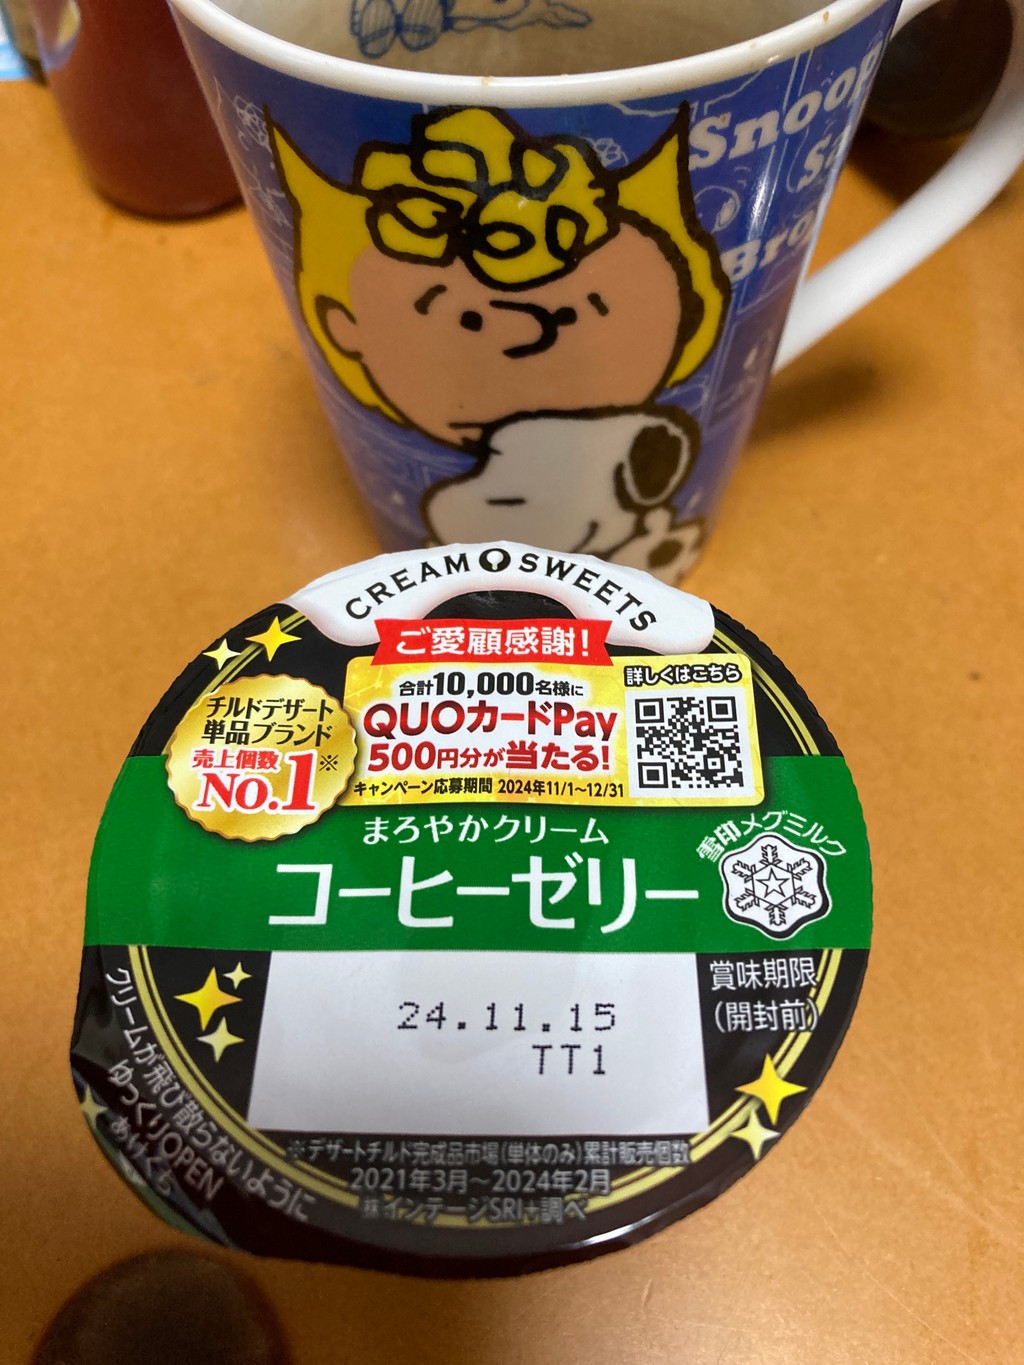 Snoop
Bro
CREAM SWEETS
ご愛顧感謝!
合計10,000名様に
QUOカードPay
500円分が当たる!
キャンペーン応募期間 2024年11/1~12/31
詳しくはこちら
チルドデザート
単品ブランド
売上個数※
No.1
まろやかクリーム
コーヒーゼリー
雪印メグミルク
賞味期限
(開封前)
24.11.15
TT1
クリームが飛び散らないように
ゆっくりOPEN
あけくち
※デザートチルド完成品市場(単体のみ)累計販売個数
2021年3月~2024年2月
㈱インテージSRI+調べ